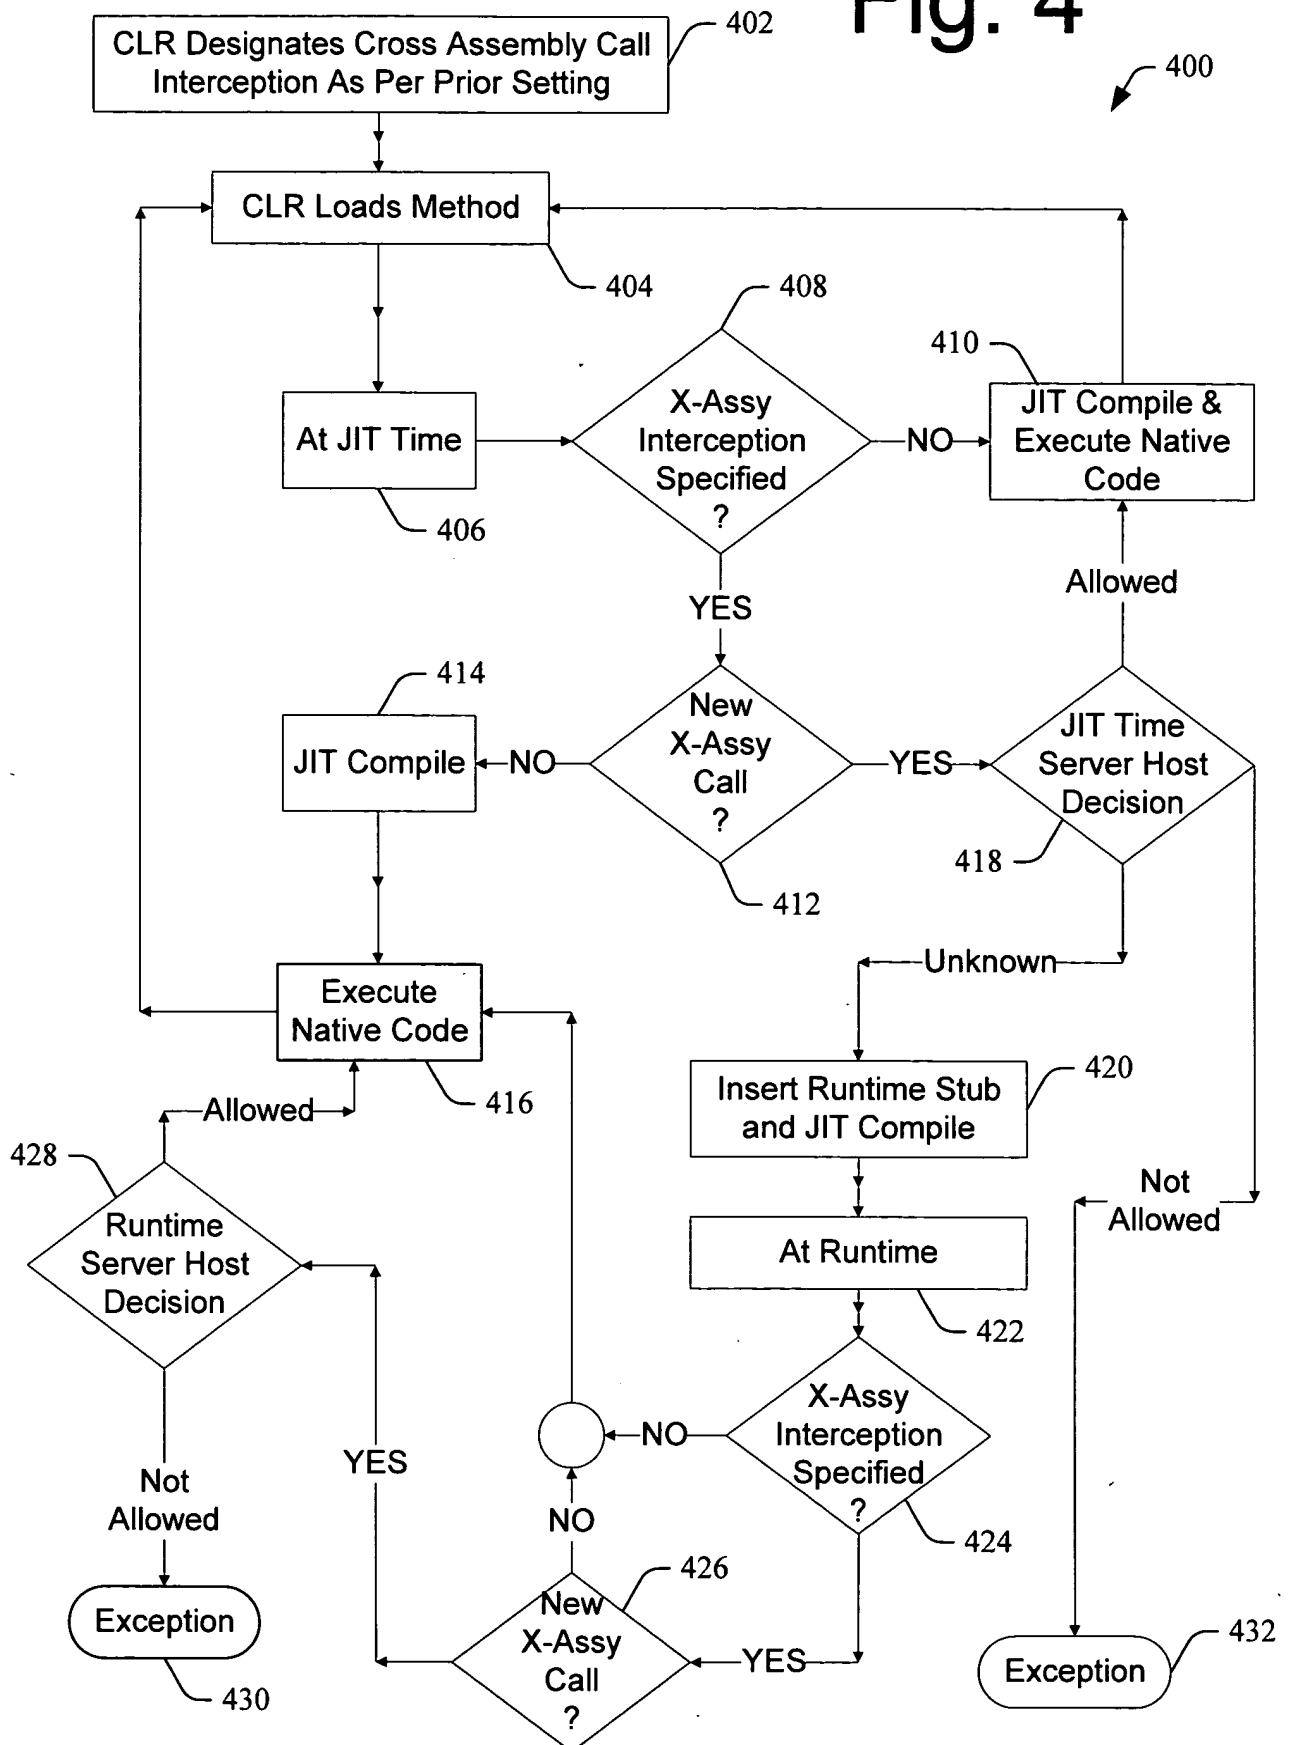 Fig. 4
CLR Designates Cross Assembly Call
Interception As Per Prior Setting
402
400
CLR Loads Method
404
408
410
At JIT Time
406
X-Assy
Interception
Specified
?
NO
JIT Compile &
Execute Native
Code
YES
Allowed
414
JIT Compile
NO
New
X-Assy
Call
?
412
YES
JIT Time
Server Host
Decision
418
Unknown
Execute
Native Code
416
Allowed
428
Runtime
Server Host
Decision
Insert Runtime Stub
and JIT Compile
420
Not
Allowed
At Runtime
422
X-Assy
Interception
Specified
?
424
NO
YES
NO
Not
Allowed
Exception
430
New
X-Assy
Call
?
426
YES
Exception
432